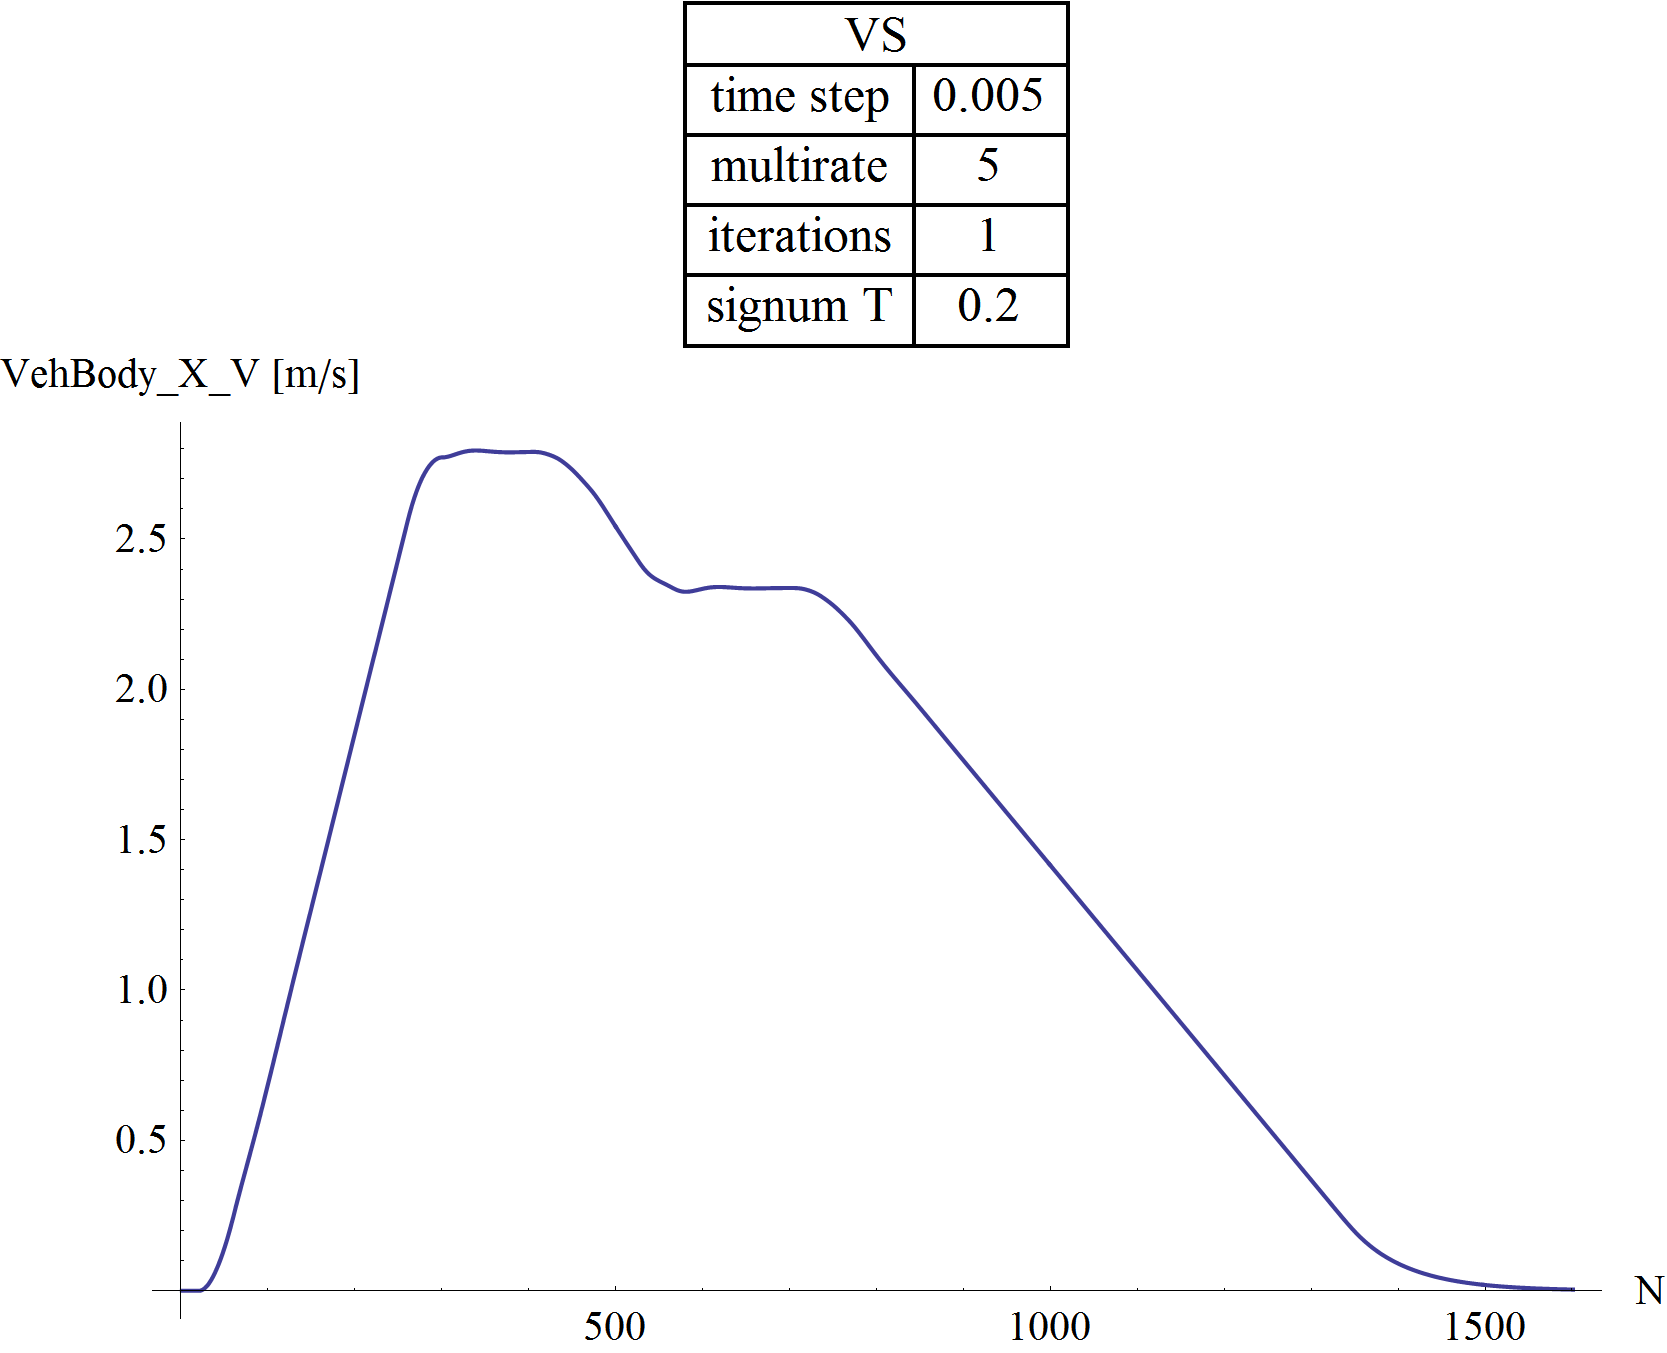 VS
time step 0.005
multirate 5
iterations 1
signum T 0.2
VehBody_X_V [m/s]
2.5
2.0
1.5
1.0
0.5
500 1000 1500 N